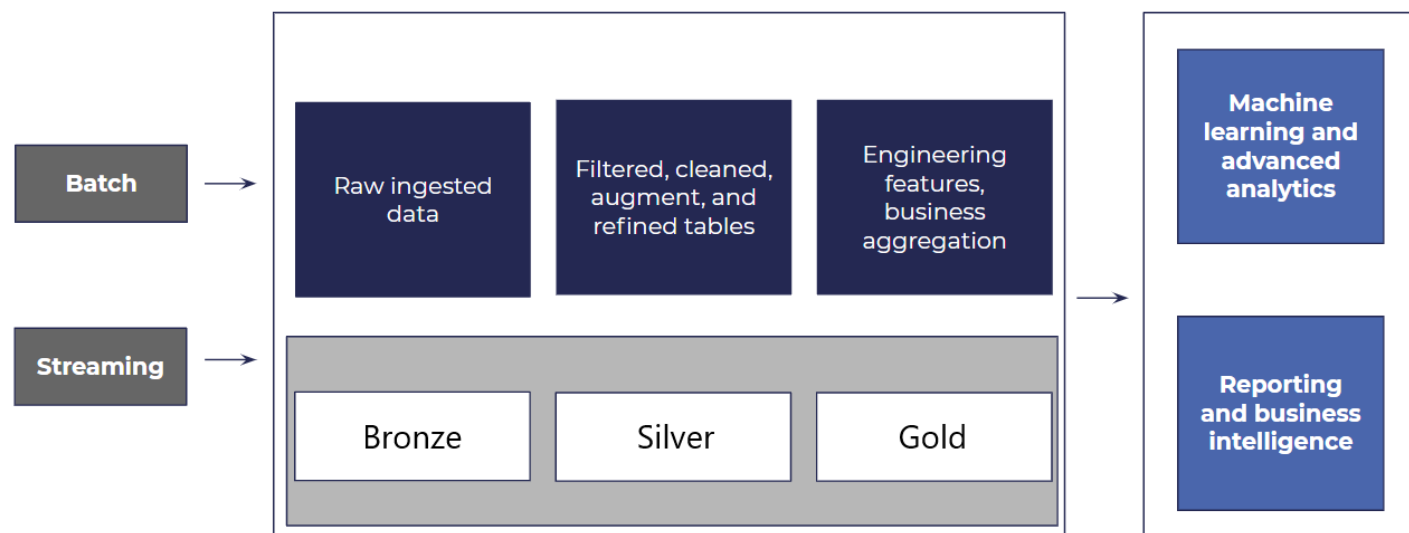 Batch
Streaming
Raw ingested
data
Filtered, cleaned,
augment, and
refined tables
Engineering
features,
business
aggregation
Bronze
Silver
Gold
Machine
learning and
advanced
analytics
Reporting
and business
intelligence